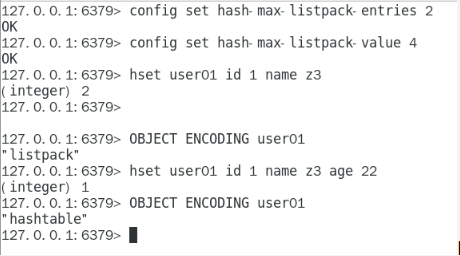 127.0.0.1:6379> config set hash-max-listpack-entries 2
OK
127.0.0.1:6379> config set hash-max-listpack-value 4
OK
127.0.0.1:6379> hset user01 id 1 name z3
(integer) 2
127.0.0.1:6379>
127.0.0.1:6379> OBJECT ENCODING user01
"listpack"
127.0.0.1:6379> hset user01 id 1 name z3 age 22
(integer) 1
127.0.0.1:6379> OBJECT ENCODING user01
"hashtable"
127.0.0.1:6379>